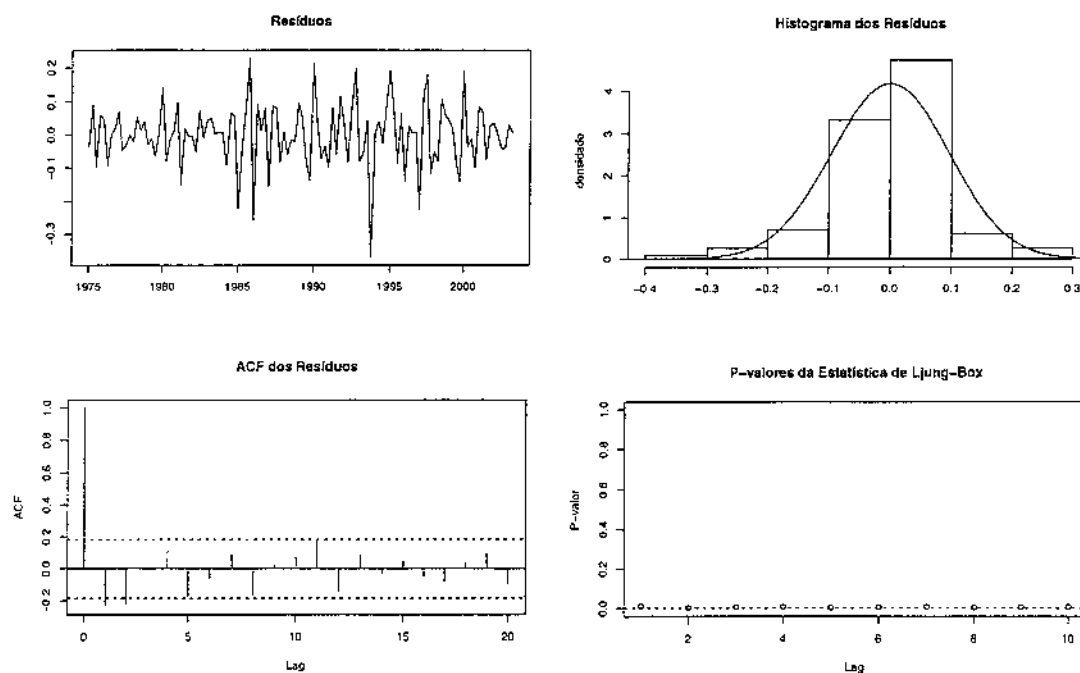 Resíduos
0.2
0.1
0.0
-0.1
-0.3
1975 1980 1985 1990 1995 2000
Histograma dos Resíduos
densidade
4
3
2
1
0
-0.4 -0.3 -0.2 -0.1 0.0 0.1 0.2 0.3
ACF dos Resíduos
ACF
1.0
0.8
0.6
0.4
0.2
0.0
-0.2
0 5 10 15 20
Lag
P-valores da Estatística de Ljung-Box
P-valor
1.0
0.8
0.6
0.4
0.2
0.0
2 4 6 8 10
Lag